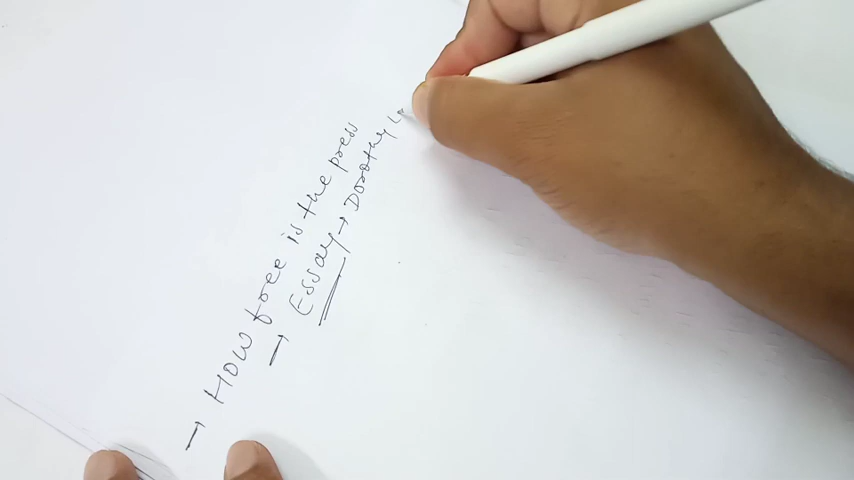 → How free is the press
→ Essay → Dorothy L